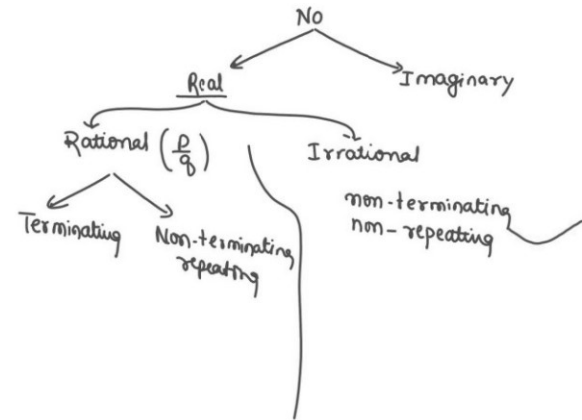 No
Real
Imaginary
Rational (p/q)
Irrational
Terminating
Non-terminating
repeating
non-terminating
non-repeating